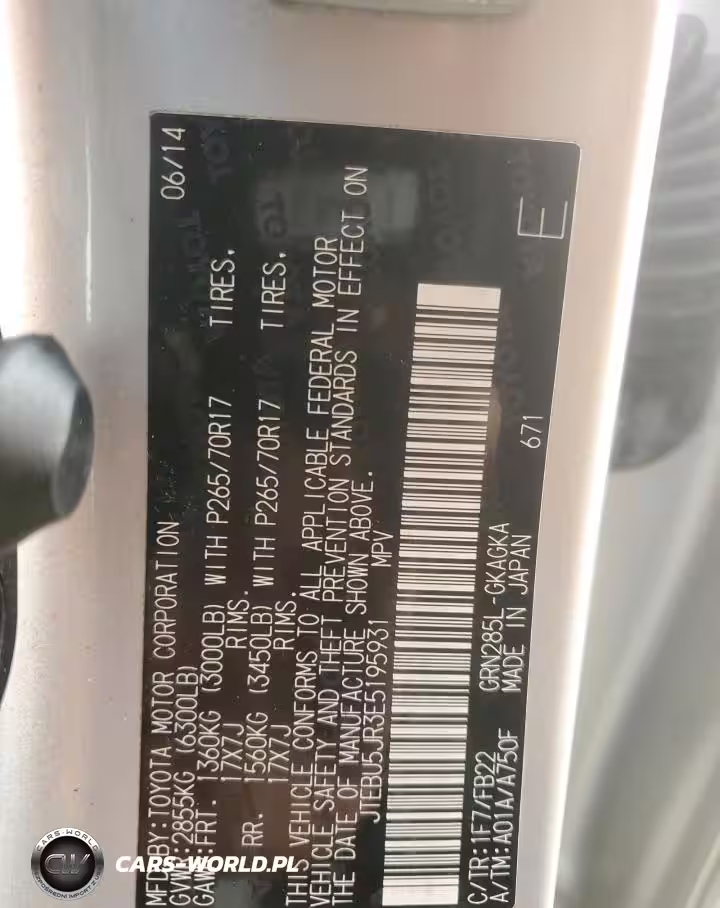 MFD.BY:TOYOTA MOTOR CORPORATION 06/14
GVWR:2855KG (6300LB)
GAWR:FRT. 1360KG (3000LB) WITH P265/70R17 TIRES,
17X7J RIMS.
RR. 1560KG (3450LB) WITH P265/70R17 TIRES,
17X7J RIMS.
THIS VEHICLE CONFORMS TO ALL APPLICABLE FEDERAL MOTOR
VEHICLE SAFETY AND THEFT PREVENTION STANDARDS IN EFFECT ON
THE DATE OF MANUFACTURE SHOWN ABOVE.
JTEBU5JR3E5195931 MPV
C/TR:1F7/FB22 GRN285L-GKAGKA
A/TM:A01A/A750F MADE IN JAPAN 671
E
CARS-WORLD
CW
CARS-WORLD.PL